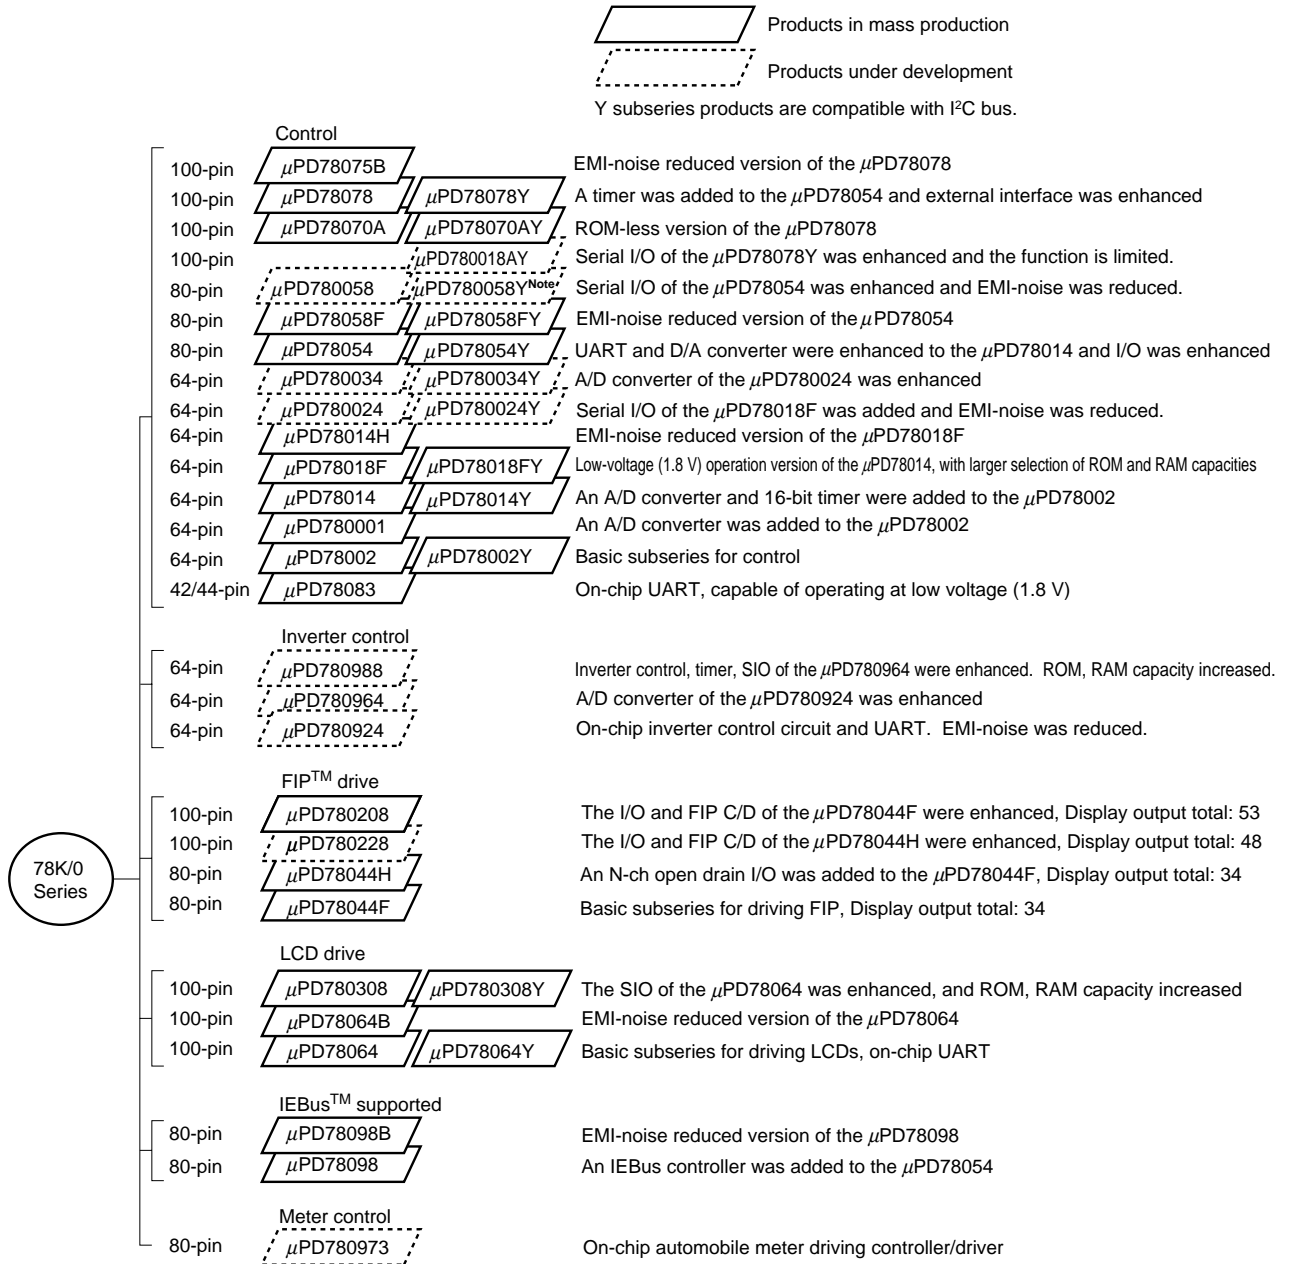 Products in mass production
Products under development
Y subseries products are compatible with I²C bus.
Control
100-pin μPD78075B EMI-noise reduced version of the μPD78078
100-pin μPD78078 μPD78078Y A timer was added to the μPD78054 and external interface was enhanced
100-pin μPD78070A μPD78070AY ROM-less version of the μPD78078
100-pin μPD780018AY Serial I/O of the μPD78078Y was enhanced and the function is limited.
80-pin μPD780058 μPD780058Y Note Serial I/O of the μPD78054 was enhanced and EMI-noise was reduced.
80-pin μPD78058F μPD78058FY EMI-noise reduced version of the μPD78054
80-pin μPD78054 μPD78054Y UART and D/A converter were enhanced to the μPD78014 and I/O was enhanced
64-pin μPD780034 μPD780034Y A/D converter of the μPD780024 was enhanced
64-pin μPD780024 μPD780024Y Serial I/O of the μPD78018F was added and EMI-noise was reduced.
64-pin μPD78014H EMI-noise reduced version of the μPD78018F
64-pin μPD78018F μPD78018FY Low-voltage (1.8 V) operation version of the μPD78014, with larger selection of ROM and RAM capacities
64-pin μPD78014 μPD78014Y An A/D converter and 16-bit timer were added to the μPD78002
64-pin μPD780001 An A/D converter was added to the μPD78002
64-pin μPD78002 μPD78002Y Basic subseries for control
42/44-pin μPD78083 On-chip UART, capable of operating at low voltage (1.8 V)
Inverter control
64-pin μPD780988 Inverter control, timer, SIO of the μPD780964 were enhanced. ROM, RAM capacity increased.
64-pin μPD780964 A/D converter of the μPD780924 was enhanced
64-pin μPD780924 On-chip inverter control circuit and UART. EMI-noise was reduced.
FIP™ drive
100-pin μPD780208 The I/O and FIP C/D of the μPD78044F were enhanced, Display output total: 53
100-pin μPD780228 The I/O and FIP C/D of the μPD78044H were enhanced, Display output total: 48
80-pin μPD78044H An N-ch open drain I/O was added to the μPD78044F, Display output total: 34
80-pin μPD78044F Basic subseries for driving FIP, Display output total: 34
78K/0
Series
LCD drive
100-pin μPD780308 μPD780308Y The SIO of the μPD78064 was enhanced, and ROM, RAM capacity increased
100-pin μPD78064B EMI-noise reduced version of the μPD78064
100-pin μPD78064 μPD78064Y Basic subseries for driving LCDs, on-chip UART
IEBus™ supported
80-pin μPD78098B EMI-noise reduced version of the μPD78098
80-pin μPD78098 An IEBus controller was added to the μPD78054
Meter control
80-pin μPD780973 On-chip automobile meter driving controller/driver